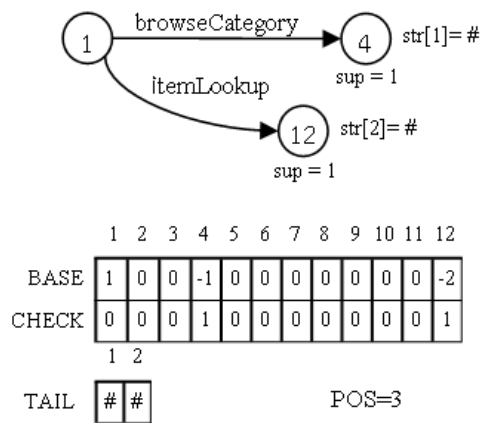 browseCategory
1
4
str[1]= #
sup = 1
itemLookup
12
str[2]= #
sup = 1
1 2 3 4 5 6 7 8 9 10 11 12
BASE 1 0 0 -1 0 0 0 0 0 0 0 -2
CHECK 0 0 0 1 0 0 0 0 0 0 0 1
1 2
TAIL # # POS=3